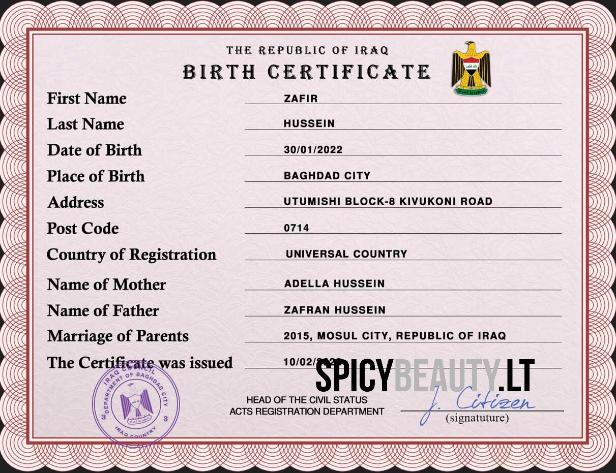 THE REPUBLIC OF IRAQ
BIRTH CERTIFICATE
First Name ZAFIR
Last Name HUSSEIN
Date of Birth 30/01/2022
Place of Birth BAGHDAD CITY
Address UTUMISHI BLOCK-8 KIVUKONI ROAD
Post Code 0714
Country of Registration UNIVERSAL COUNTRY
Name of Mother ADELLA HUSSEIN
Name of Father ZAFRAN HUSSEIN
Marriage of Parents 2015, MOSUL CITY, REPUBLIC OF IRAQ
The Certificate was issued 10/02/
SPICYBEAUTY.LT
HEAD OF THE CIVIL STATUS
ACTS REGISTRATION DEPARTMENT
J. Citizen
(signatuture)
DEPARTMENT OF BAGHDAD CITY
IRAQ COUNTRY